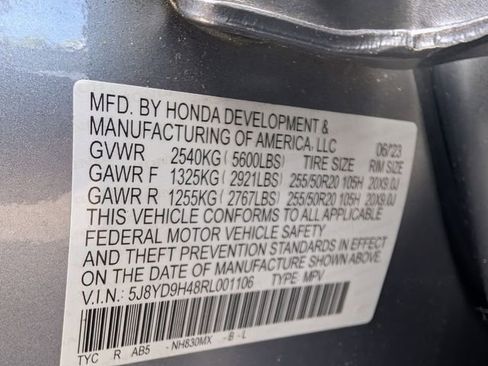 MFD. BY HONDA DEVELOPMENT &
MANUFACTURING OF AMERICA, LLC 06/23
GVWR 2540KG ( 5600LBS) TIRE SIZE RIM SIZE
GAWR F 1325KG ( 2921LBS) 255/50R20 105H 20X9.0J
GAWR R 1255KG ( 2767LBS) 255/50R20 105H 20X9.0J
THIS VEHICLE CONFORMS TO ALL APPLICABLE
FEDERAL MOTOR VEHICLE SAFETY
AND THEFT PREVENTION STANDARDS IN EFFECT
ON THE DATE OF MANUFACTURE SHOWN ABOVE.
V.I.N.: 5J8YD9H48RL001106 TYPE: MPV
TYC R AB5 -NH830MX -B -L